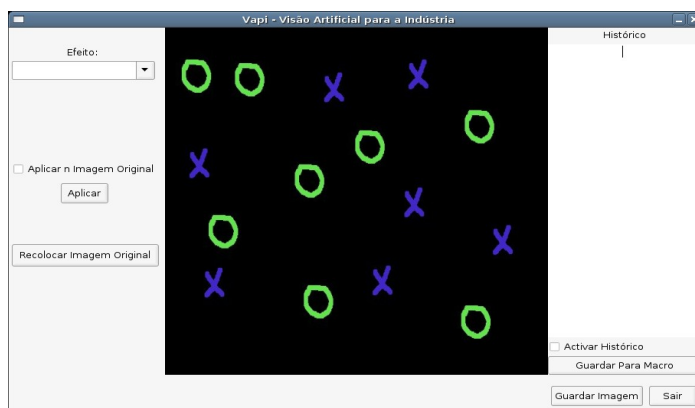 Vapi - Visão Artificial para a Indústria
Efeito:
Aplicar n Imagem Original
Aplicar
Recolocar Imagem Original
Histórico
Activar Histórico
Guardar Para Macro
Guardar Imagem
Sair